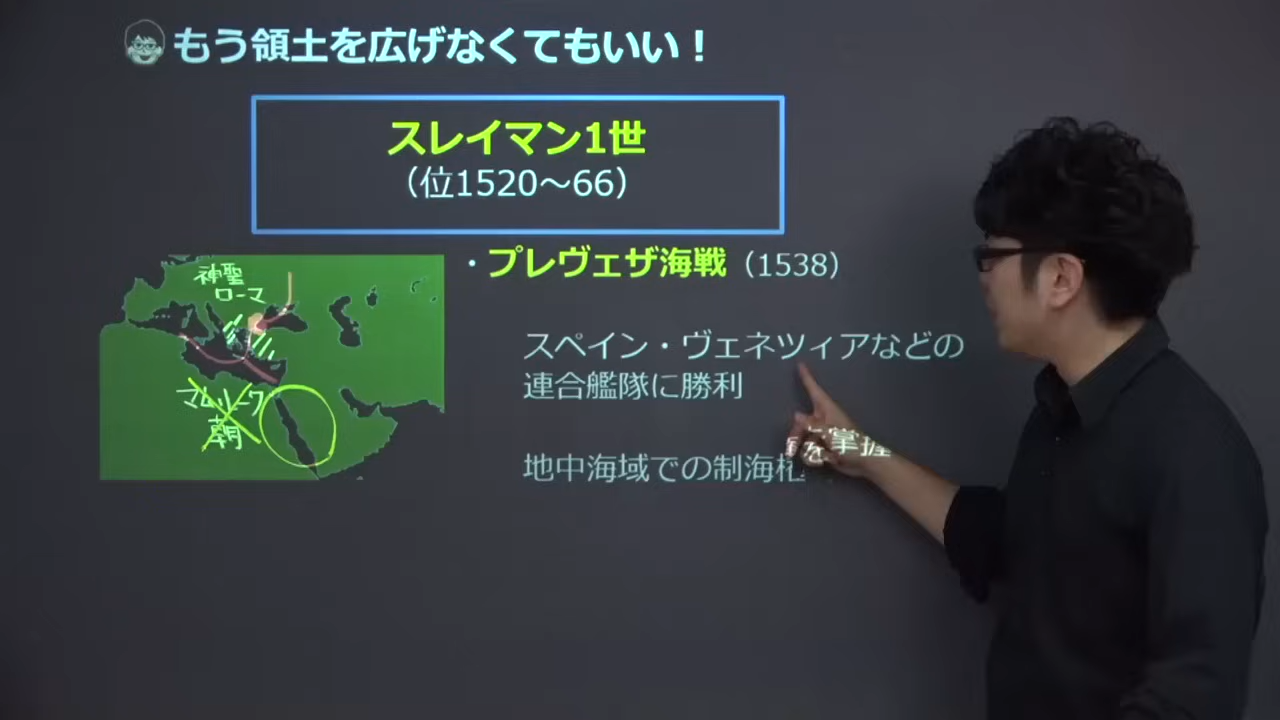 もう領土を広げなくてもいい！
スレイマン1世
（位1520～66）
・プレヴェザ海戦（1538）
スペイン・ヴェネツィアなどの
連合艦隊に勝利
地中海域での制海権を掌握
神聖
ローマ
マムルーク
朝